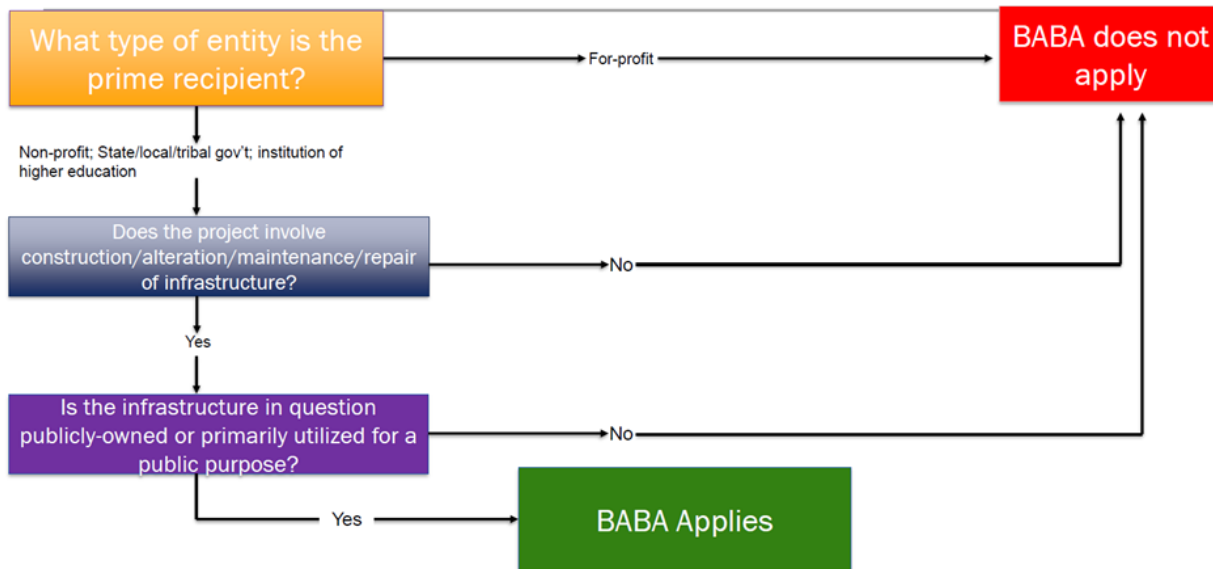 What type of entity is the
prime recipient?
For-profit
BABA does not
apply
Non-profit; State/local/tribal gov't; institution of
higher education
Does the project involve
construction/alteration/maintenance/repair
of infrastructure?
No
Yes
Is the infrastructure in question
publicly-owned or primarily utilized for a
public purpose?
No
Yes
BABA Applies